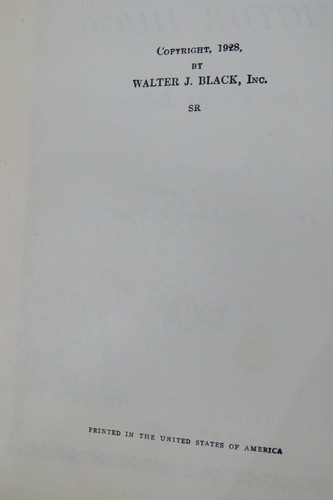 COPYRIGHT, 1928,
BY
WALTER J. BLACK, INC.
SR
PRINTED IN THE UNITED STATES OF AMERICA